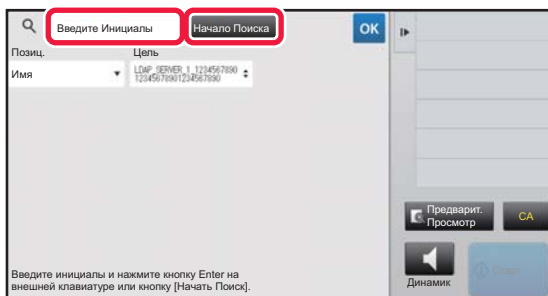 Введите Инициалы
Начало Поиска
OK
Позиц.
Цель
Имя
LDAP_SERVER_1_1234567890
12345678901234567890
Предварит.
Просмотр
CA
Динамик
Старт
Введите инициалы и нажмите кнопку Enter на
внешней клавиатуре или кнопку [Начать Поиск].